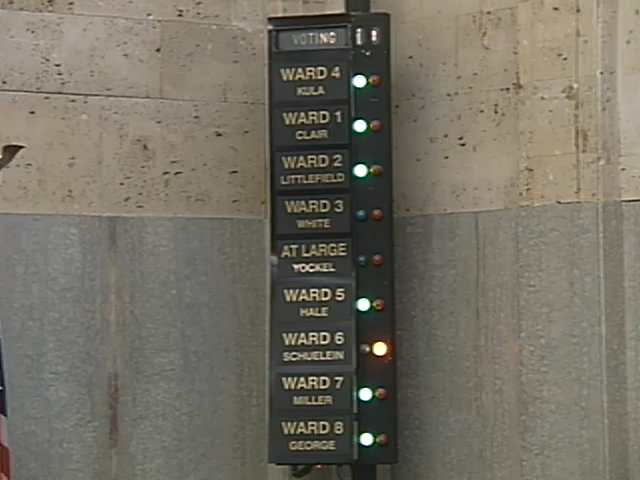 VOTING
WARD 4
KULA
WARD 1
CLAIR
WARD 2
LITTLEFIELD
WARD 3
WHITE
AT LARGE
YOCKEL
WARD 5
HALE
WARD 6
SCHUELEIN
WARD 7
MILLER
WARD 8
GEORGE